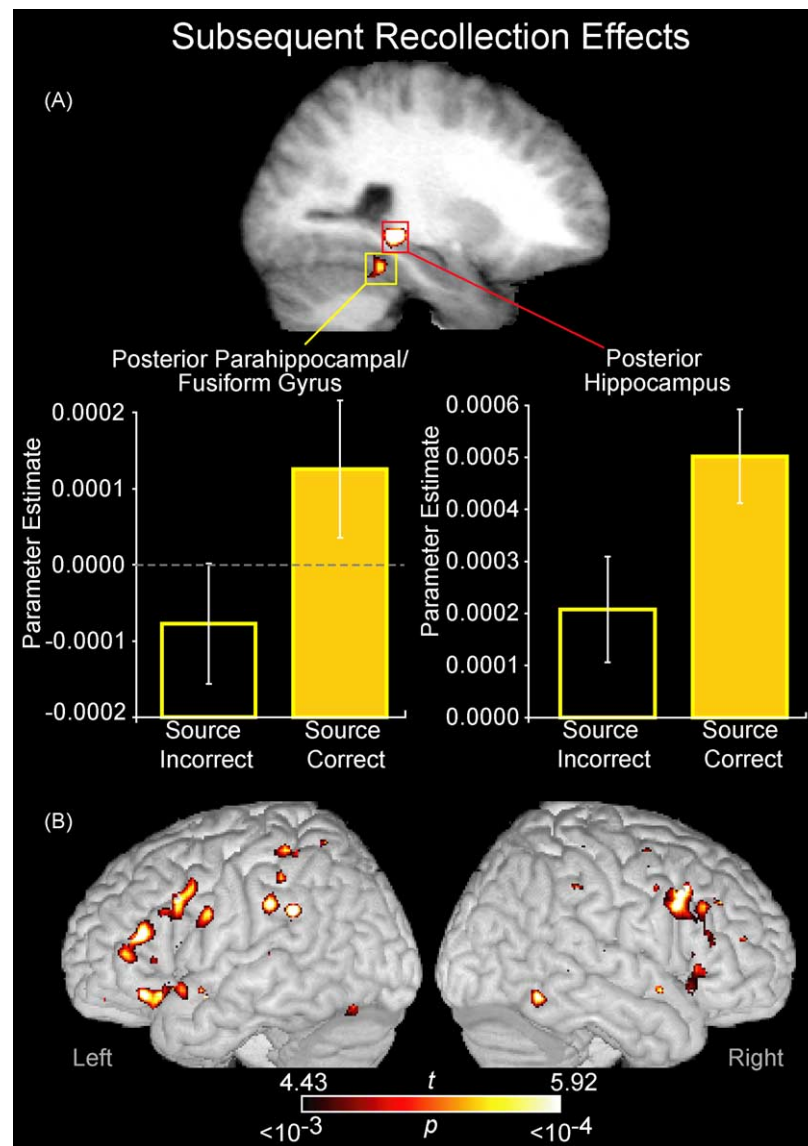 Subsequent Recollection Effects
(A)
Posterior Parahippocampal/
Fusiform Gyrus
Posterior
Hippocampus
Parameter Estimate
0.0002
0.0001
0.0000
-0.0001
-0.0002
Source
Incorrect
Source
Correct
Parameter Estimate
0.0006
0.0005
0.0004
0.0003
0.0002
0.0001
0.0000
Source
Incorrect
Source
Correct
(B)
Left
Right
4.43 t 5.92
<10-3 p <10-4